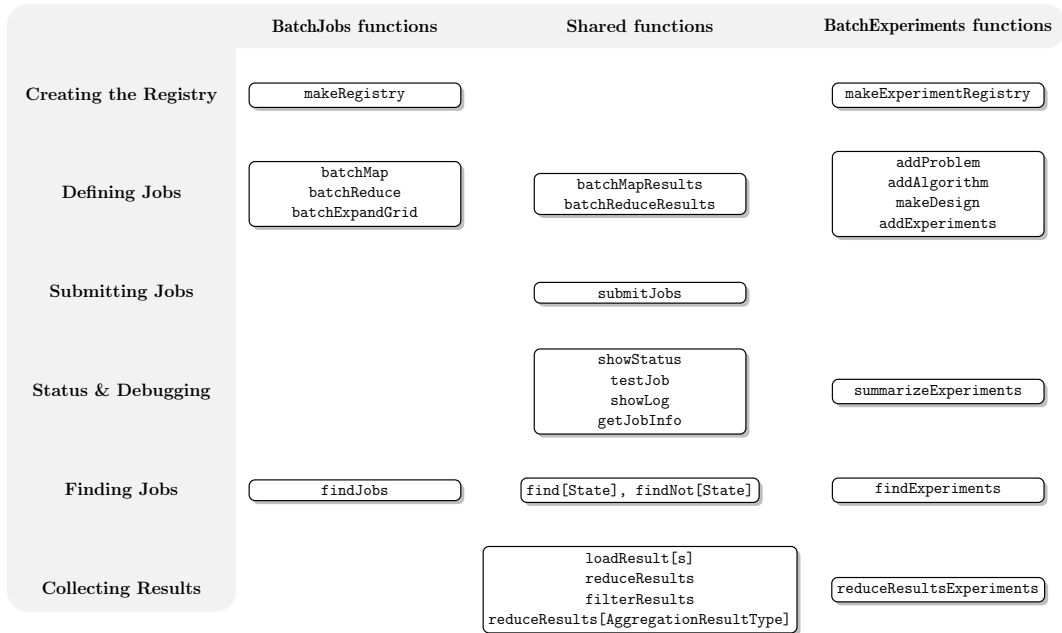 BatchJobs functions
Shared functions
BatchExperiments functions
Creating the Registry
makeRegistry
makeExperimentRegistry
Defining Jobs
batchMap
batchReduce
batchExpandGrid
batchMapResults
batchReduceResults
addProblem
addAlgorithm
makeDesign
addExperiments
Submitting Jobs
submitJobs
Status & Debugging
showStatus
testJob
showLog
getJobInfo
summarizeExperiments
Finding Jobs
findJobs
find[State], findNot[State]
findExperiments
Collecting Results
loadResult[s]
reduceResults
filterResults
reduceResults[AggregationResultType]
reduceResultsExperiments